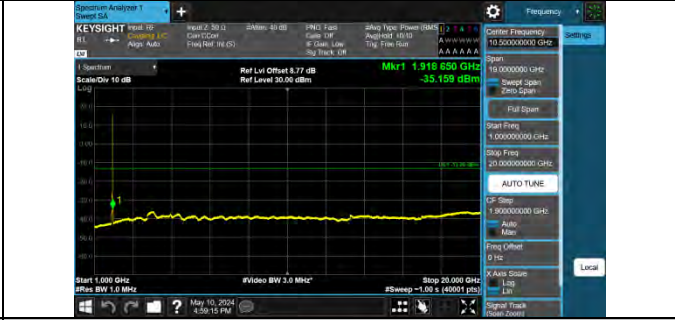 Spectrum Analyzer 1
Swept SA
+
Frequency
KEYSIGHT Input: RF
Input Z: 50 Ω
#Atten: 40 dB
PNO: Fast
#Avg Type: Power (RMS
Corr CCorr
Gate: Off
Avg|Hold: >10/10
Align: Auto
Freq Ref: Int (S)
IF Gain: Low
Trig: Free Run
Sig Track: Off
1 Spectrum
Ref Lvl Offset 8.77 dB
Mkr1 1.918 650 GHz
Scale/Div 10 dB
Ref Level 30.00 dBm
-35.159 dBm
Log
1
Start 1.000 GHz
#Video BW 3.0 MHz*
Stop 20.000 GHz
#Res BW 1.0 MHz
#Sweep ~1.00 s (40001 pts)
Center Frequency
10.500000000 GHz
Settings
Span
19.0000000 GHz
Swept Span
Zero Span
Full Span
Start Freq
1.000000000 GHz
Stop Freq
20.000000000 GHz
AUTO TUNE
CF Step
1.900000000 GHz
Auto
Man
Freq Offset
0 Hz
X Axis Scale
Log
Lin
Signal Track
(Span Zoom)
Local
?
May 10, 2024
4:59:15 PM